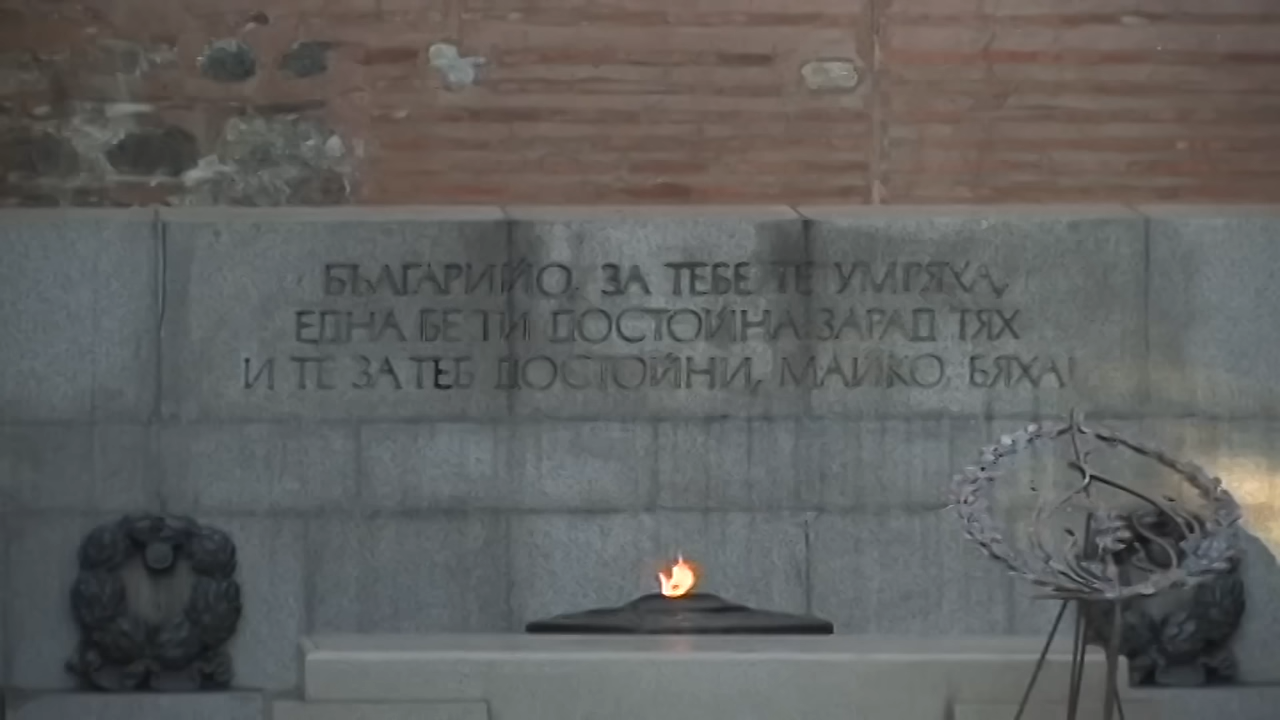 БЪЛГАРИЙО, ЗА ТЕБЕ ТЕ УМРЯХА,
ЕДНА БЕ ТИ ДОСТОЙНА ЗАРАД ТЯХ
И ТЕ ЗА ТЕБ ДОСТОЙНИ, МАЙКО, БЯХА!